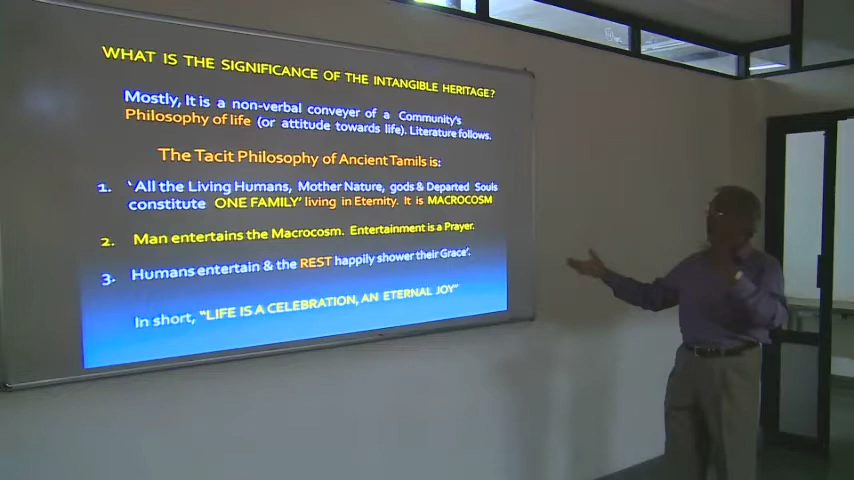 WHAT IS THE SIGNIFICANCE OF THE INTANGIBLE HERITAGE?
Mostly, It is a non-verbal conveyer of a Community's
Philosophy of life (or attitude towards life). Literature follows.
The Tacit Philosophy of Ancient Tamils is:
1. 'All the Living Humans, Mother Nature, gods & Departed Souls
constitute ONE FAMILY' living in Eternity. It is MACROCOSM
2. Man entertains the Macrocosm. Entertainment is a Prayer.
3. Humans entertain & the REST happily shower their Grace'.
In short, "LIFE IS A CELEBRATION, AN ETERNAL JOY"